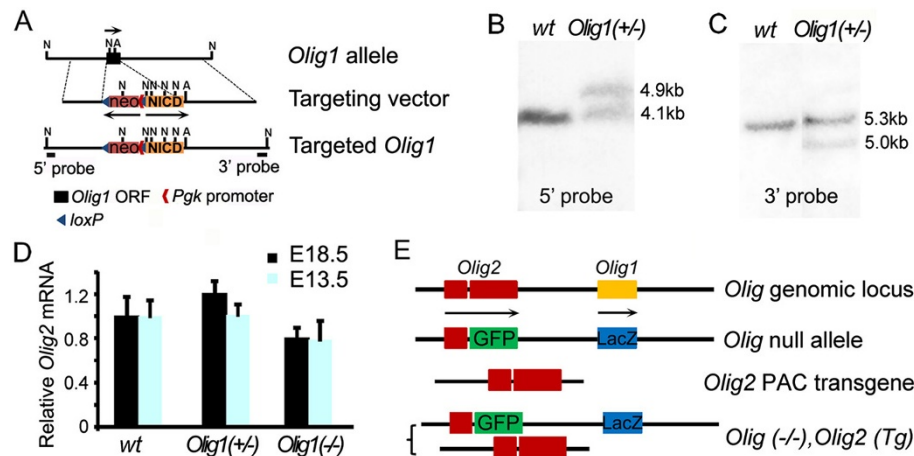 A
N NA N
Olig1 allele
N NN N A
neo NICD
Targeting vector
N N NN N A N
neo NICD
Targeted Olig1
5' probe 3' probe
Olig1 ORF Pgk promoter
loxP
B
wt Olig1(+/-)
4.9kb
4.1kb
5' probe
C
wt Olig1(+/-)
5.3kb
5.0kb
3' probe
D
Relative Olig2 mRNA
E18.5
E13.5
1.2
0.8
0.4
0
wt Olig1(+/-) Olig1(-/-)
E
Olig2 Olig1
Olig genomic locus
GFP LacZ
Olig null allele
Olig2 PAC transgene
GFP LacZ
Olig (-/-),Olig2 (Tg)